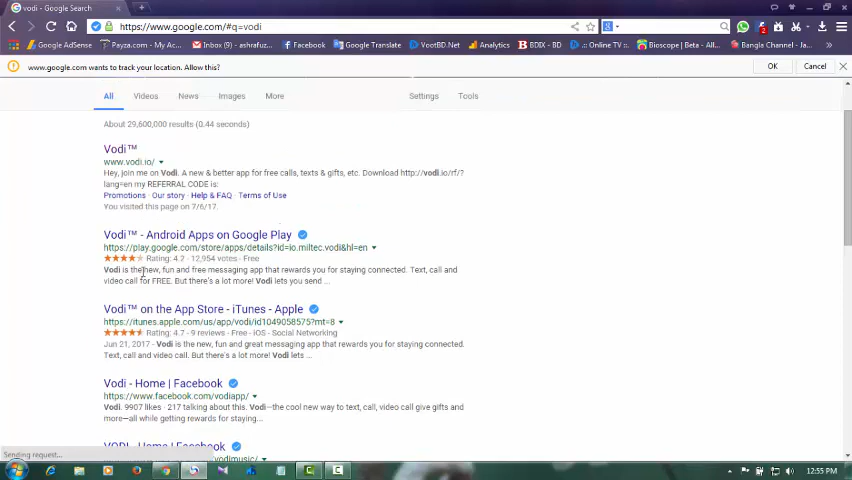 vodi - Google Search
https://www.google.com/#q=vodi
Google AdSense
Payza.com
Inbox (90) - ashrafuz...
Facebook
Google Translate
VootBD.Net
Analytics
BDIX - BD
.:: Online TV ::.
Bioscope | Beta - All...
Bangla Channel - Ja...
www.google.com wants to track your location. Allow this?
OK
Cancel
All
Videos
News
Images
More
Settings
Tools
About 29,600,000 results (0.44 seconds)
Vodi™
www.vodi.io/
Hey, join me on Vodi. A new & better app for free calls, texts & gifts, etc. Download http://vodi.io/rf/?
lang=en my REFERRAL CODE is:
Promotions · Our story · Help & FAQ · Terms of Use
You visited this page on 7/6/17.
Vodi™ - Android Apps on Google Play
https://play.google.com/store/apps/details?id=io.miltec.vodi&hl=en
Rating: 4.2 - 12,954 votes - Free
Vodi is the new, fun and free messaging app that rewards you for staying connected. Text, call and
video call for FREE. But there's a lot more! Vodi lets you send ...
Vodi™ on the App Store - iTunes - Apple
https://itunes.apple.com/us/app/vodi/id1049058575?mt=8
Rating: 4.7 - 9 reviews - Free - iOS - Social Networking
Jun 21, 2017 - Vodi is the new, fun and great messaging app that rewards you for staying connected.
Text, call and video call. But there's a lot more! Vodi lets ...
Vodi - Home | Facebook
https://www.facebook.com/vodiapp/
Vodi. 9907 likes · 217 talking about this. Vodi—the cool new way to text, call, video call give gifts and
more—all while getting rewards for staying...
VODI - Home | Facebook
Sending request...
12:55 PM